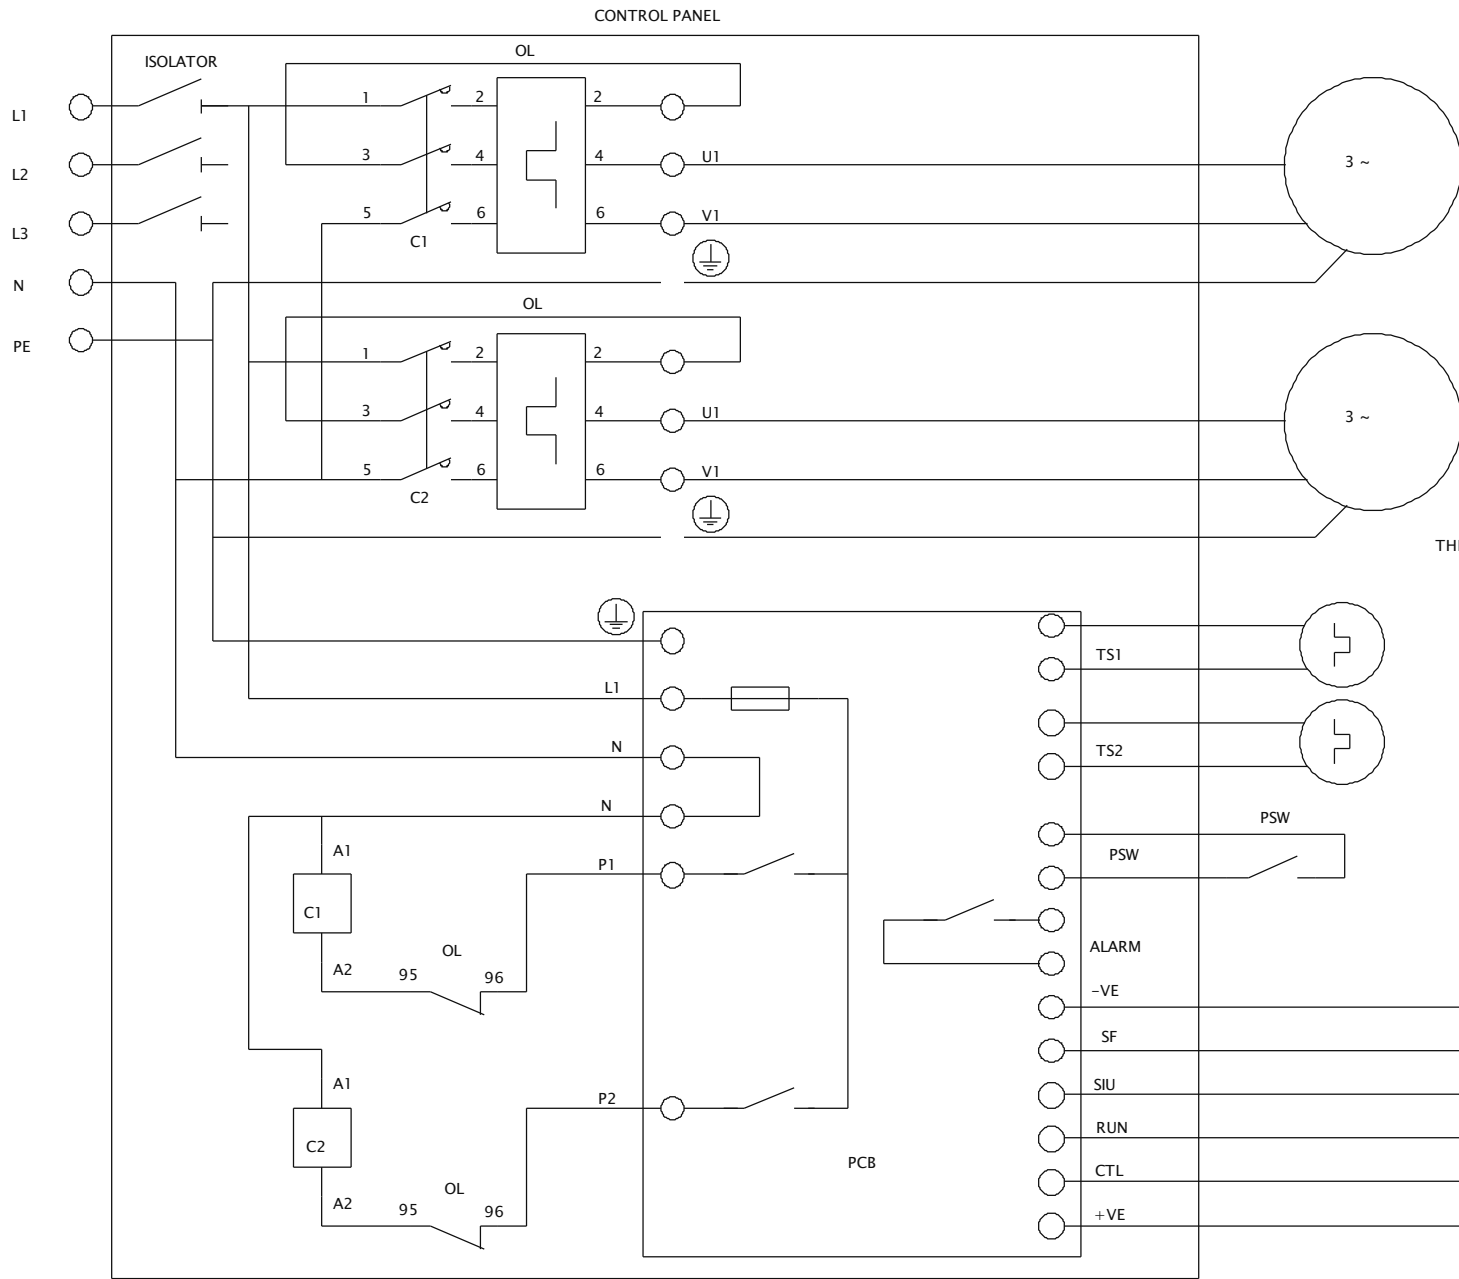 CONTROL PANEL
ISOLATOR
OL
L1
1
2
2
L2
3
4
4
U1
3 ~
L3
5
6
6
V1
C1
N
OL
PE
1
2
2
3
4
4
U1
3 ~
5
6
6
V1
C2
THE
TS1
L1
N
TS2
N
PSW
A1
P1
PSW
C1
OL
ALARM
A2
95
96
-VE
SF
A1
P2
SIU
C2
RUN
PCB
CTL
OL
A2
95
96
+VE